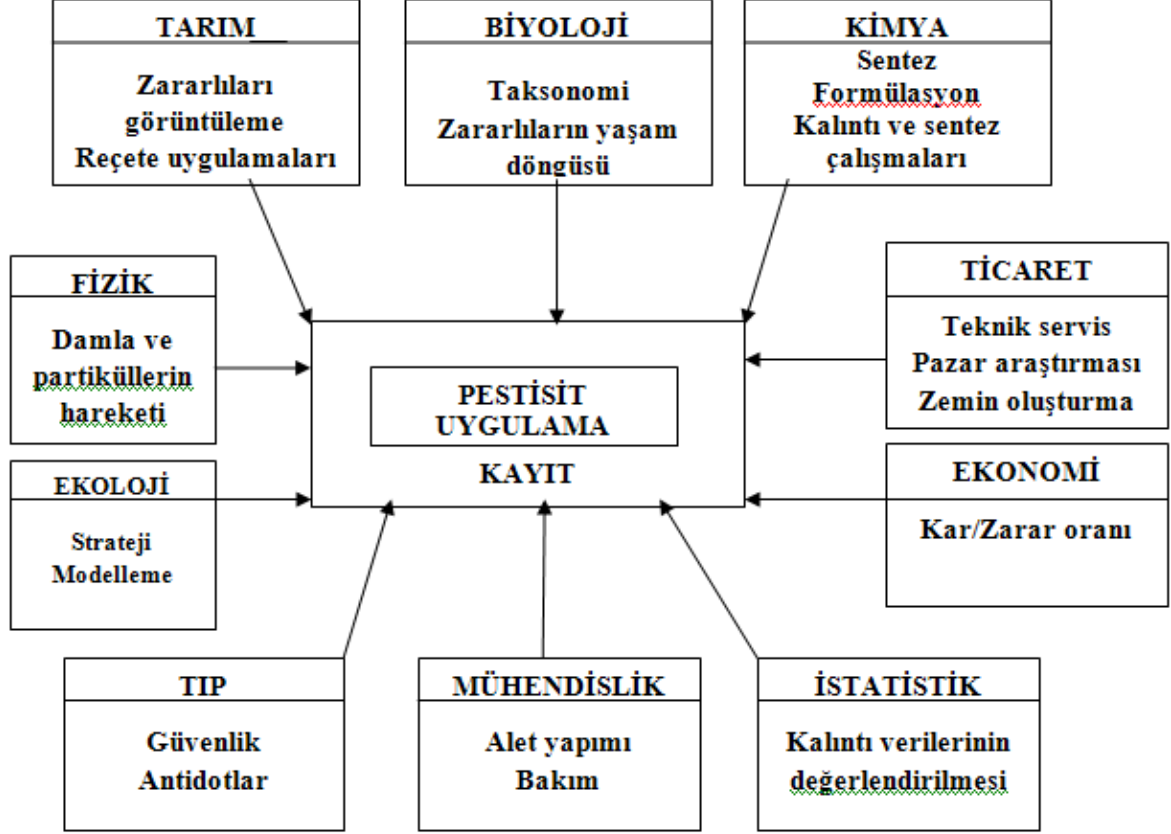 TARIM
Zararlıları
görüntüleme
Reçete uygulamaları
BİYOLOJİ
Taksonomi
Zararlıların yaşam
döngüsü
KİMYA
Sentez
Formülasyon
Kalıntı ve sentez
çalışmaları
FİZİK
Damla ve
partiküllerin
hareketi
TİCARET
Teknik servis
Pazar araştırması
Zemin oluşturma
PESTİSİT
UYGULAMA
KAYIT
EKOLOJİ
Strateji
Modelleme
EKONOMİ
Kar/Zarar oranı
TIP
Güvenlik
Antidotlar
MÜHENDİSLİK
Alet yapımı
Bakım
İSTATİSTİK
Kalıntı verilerinin
değerlendirilmesi